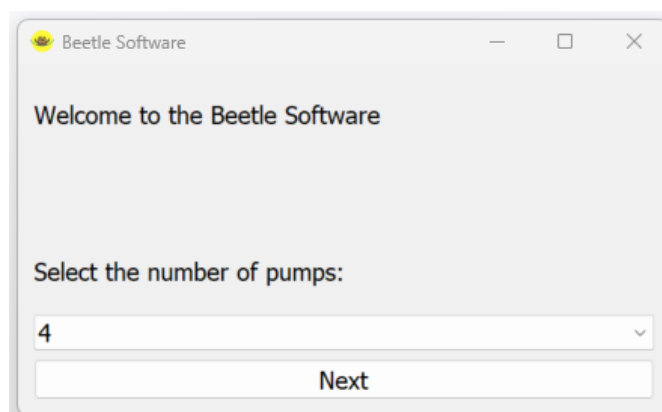 Beetle Software
Welcome to the Beetle Software
Select the number of pumps:
4
Next